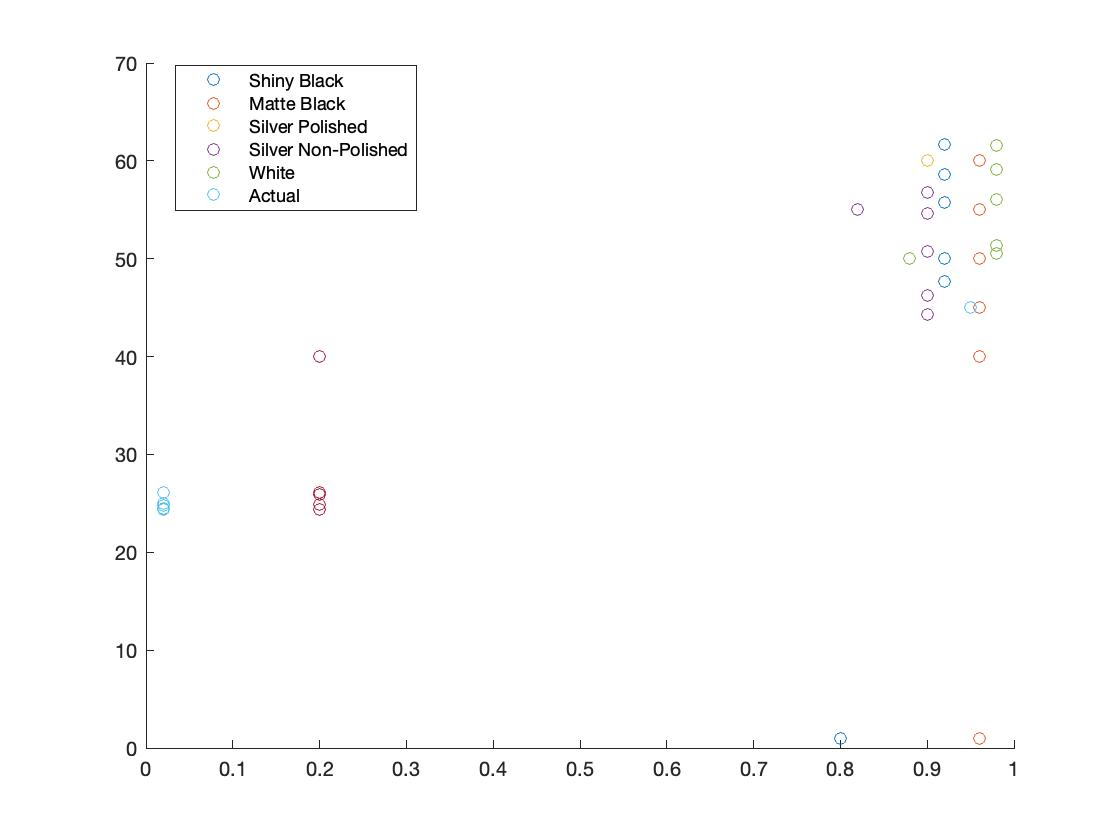 70
60
50
40
30
20
10
0
Shiny Black
Matte Black
Silver Polished
Silver Non-Polished
White
Actual
0 0.1 0.2 0.3 0.4 0.5 0.6 0.7 0.8 0.9 1